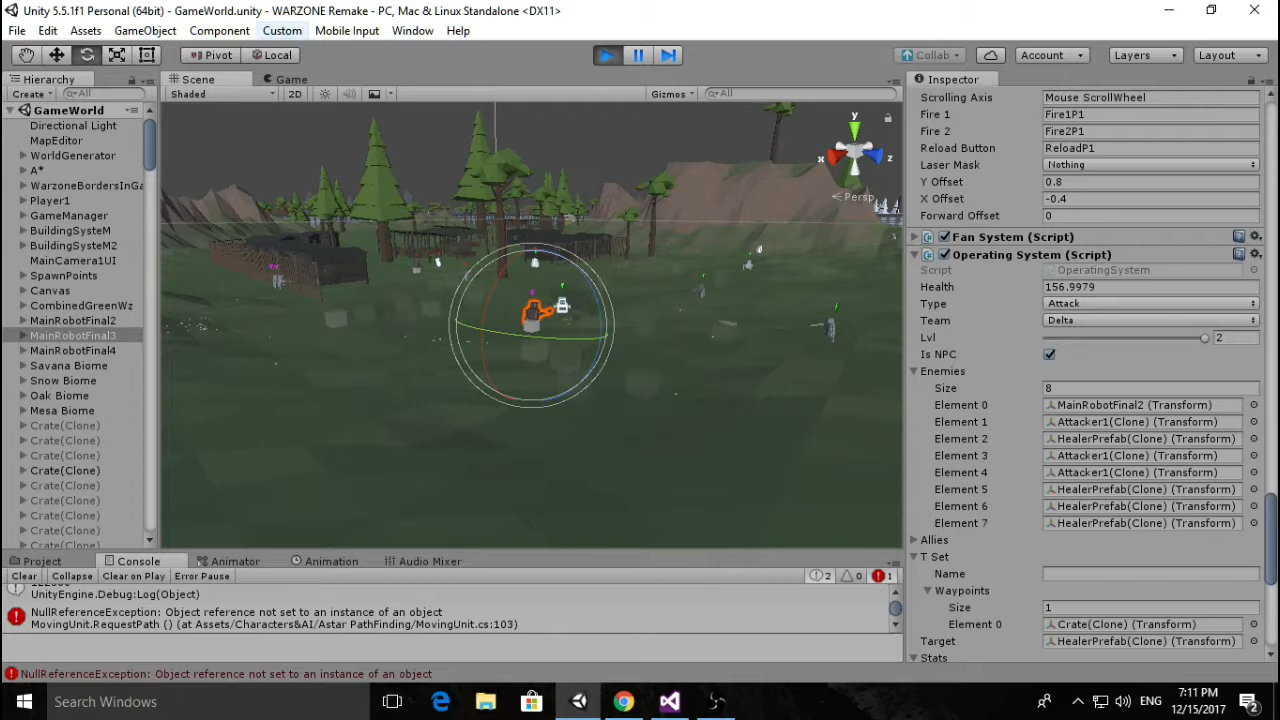 Unity 5.5.1f1 Personal (64bit) - GameWorld.unity - WARZONE Remake - PC, Mac & Linux Standalone <DX11>
File Edit Assets GameObject Component Custom Mobile Input Window Help
Pivot Local Collab Account Layers Layout
Hierarchy Scene Game Inspector
Create All Shaded 2D Gizmos All
GameWorld
Directional Light
MapEditor
WorldGenerator
A*
WarzoneBordersInGa
Player1
GameManager
BuildingSysteM
BuildingSysteM2
MainCamera1UI
SpawnPoints
Canvas
CombinedGreenWz
MainRobotFinal2
MainRobotFinal3
MainRobotFinal4
Savana Biome
Snow Biome
Oak Biome
Mesa Biome
Crate(Clone)
Crate(Clone)
Crate(Clone)
Crate(Clone)
Crate(Clone)
Crate(Clone)
Crate(Clone)
Crate(Clone)
Crate(Clone)
y
x z
Persp
Scrolling Axis Mouse ScrollWheel
Fire 1 Fire1P1
Fire 2 Fire2P1
Reload Button ReloadP1
Laser Mask Nothing
Y Offset 0.8
X Offset -0.4
Forward Offset 0
Fan System (Script)
Operating System (Script)
Script OperatingSystem
Health 156.9979
Type Attack
Team Delta
Lvl 2
Is NPC
Enemies
Size 8
Element 0 MainRobotFinal2 (Transform)
Element 1 Attacker1(Clone) (Transform)
Element 2 HealerPrefab(Clone) (Transform)
Element 3 Attacker1(Clone) (Transform)
Element 4 Attacker1(Clone) (Transform)
Element 5 HealerPrefab(Clone) (Transform)
Element 6 HealerPrefab(Clone) (Transform)
Element 7 HealerPrefab(Clone) (Transform)
Allies
T Set
Name
Waypoints
Size 1
Element 0 Crate(Clone) (Transform)
Target HealerPrefab(Clone) (Transform)
Stats
Project Console Animator Animation Audio Mixer
Clear Collapse Clear on Play Error Pause 2 0 1
UnityEngine.Debug:Log(Object)
NullReferenceException: Object reference not set to an instance of an object
MovingUnit.RequestPath () (at Assets/Characters&AI/Astar PathFinding/MovingUnit.cs:103)
NullReferenceException: Object reference not set to an instance of an object
Search Windows ENG 7:11 PM
12/15/2017 2